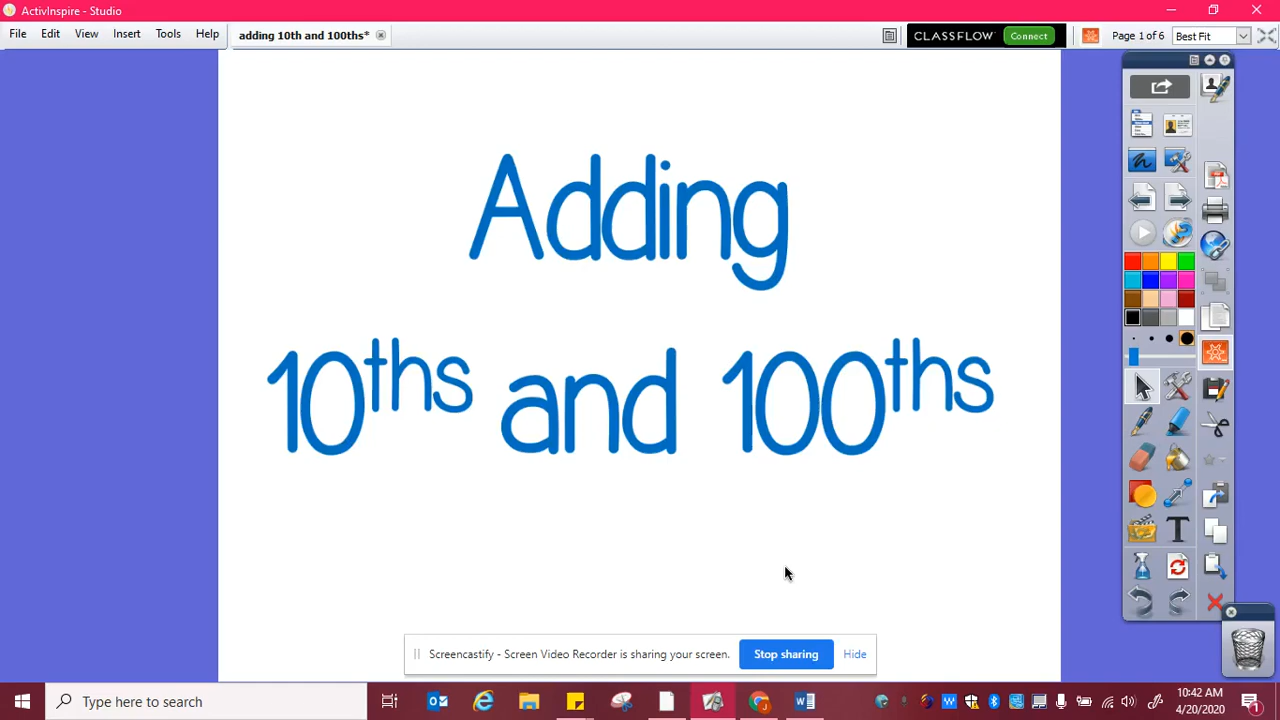 ActivInspire - Studio
File Edit View Insert Tools Help
adding 10th and 100ths*
CLASSFLOW Connect
Page 1 of 6
Best Fit
Adding
10ths and 100ths
Screencastify - Screen Video Recorder is sharing your screen. Stop sharing Hide
Type here to search
10:42 AM
4/20/2020